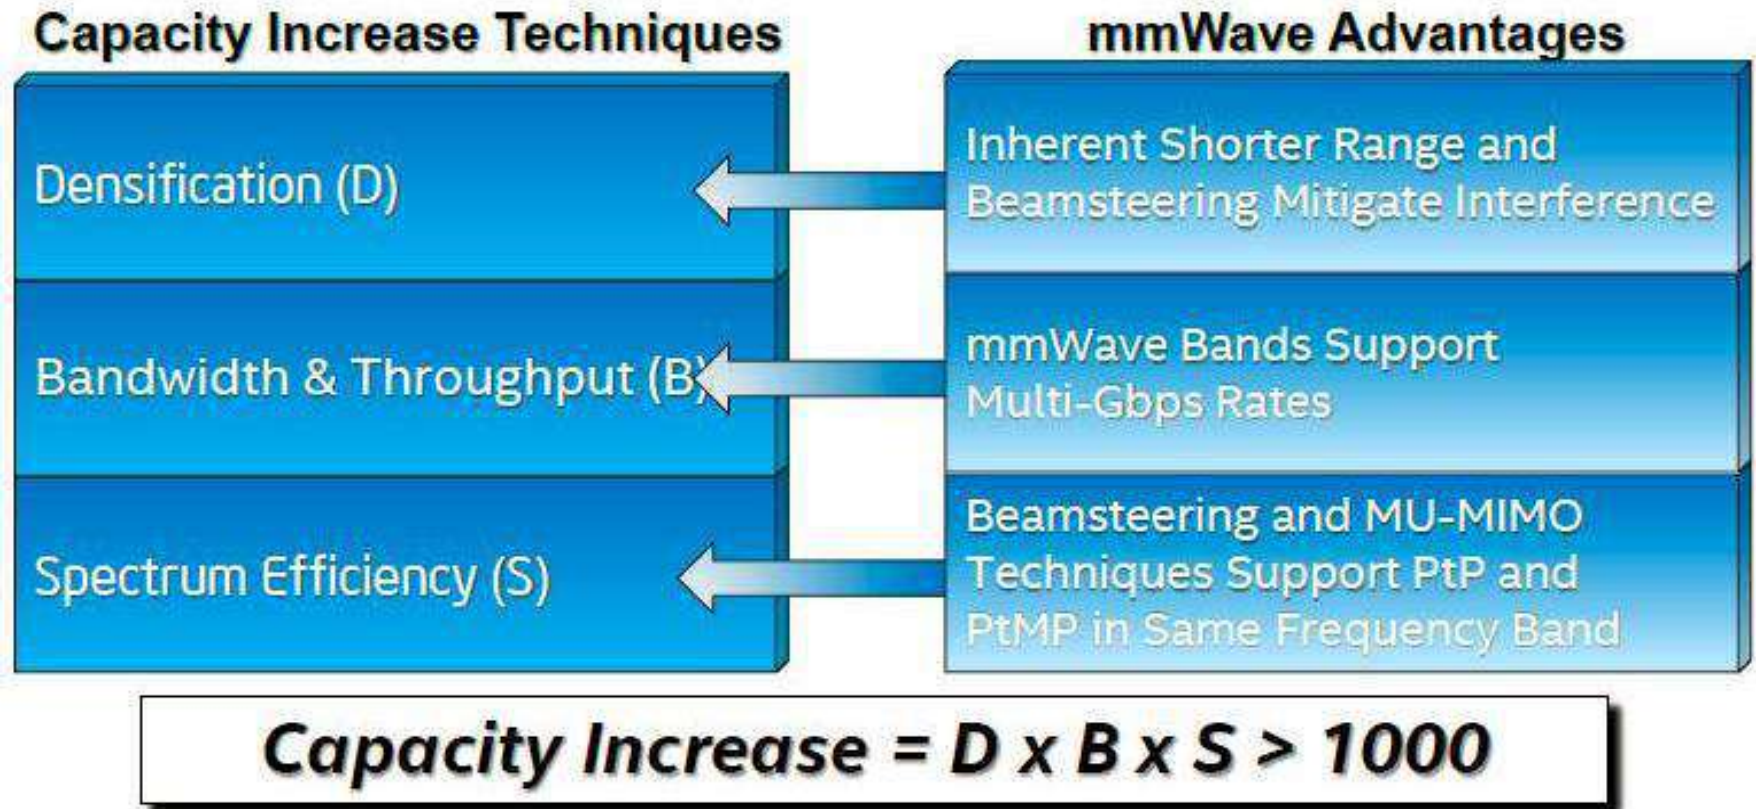 Capacity Increase Techniques
mmWave Advantages
Densification (D)
Inherent Shorter Range and
Beamsteering Mitigate Interference
Bandwidth & Throughput (B)
mmWave Bands Support
Multi-Gbps Rates
Spectrum Efficiency (S)
Beamsteering and MU-MIMO
Techniques Support PtP and
PtMP in Same Frequency Band
Capacity Increase = D x B x S > 1000